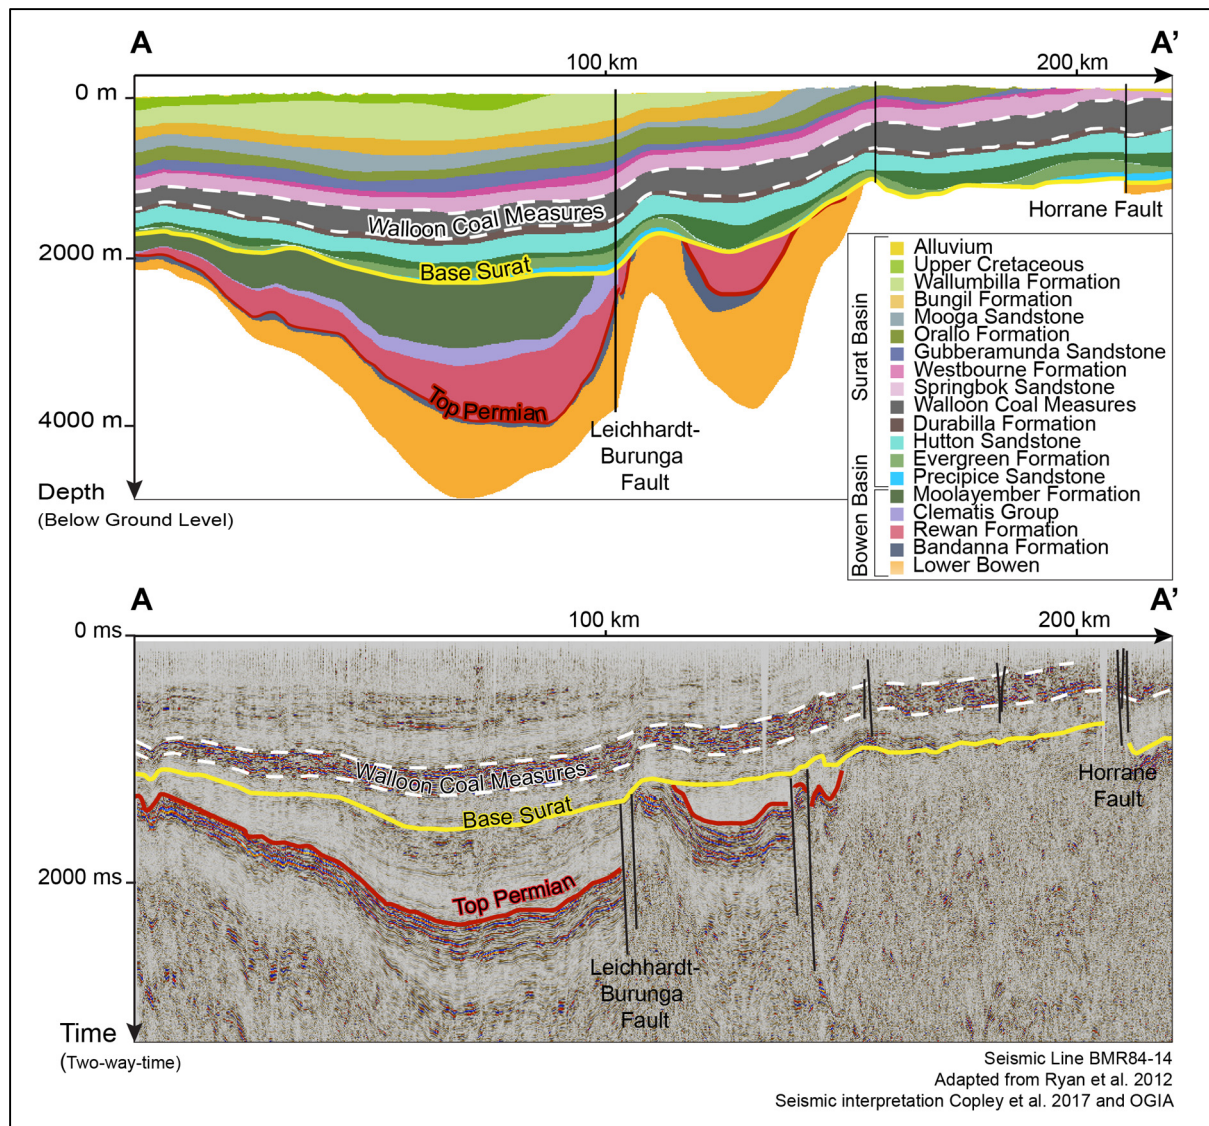 A
A’
100 km
200 km
0 m
Walloon Coal Measures
Horrane Fault
2000 m
Base Surat
Top Permian
4000 m
Leichhardt-
Burunga
Fault
Depth
(Below Ground Level)
Surat Basin
Bowen Basin
Alluvium
Upper Cretaceous
Wallumbilla Formation
Bungil Formation
Mooga Sandstone
Orallo Formation
Gubberamunda Sandstone
Westbourne Formation
Springbok Sandstone
Walloon Coal Measures
Durabilla Formation
Hutton Sandstone
Evergreen Formation
Precipice Sandstone
Moolayember Formation
Clematis Group
Rewan Formation
Bandanna Formation
Lower Bowen
A
A’
100 km
200 km
0 ms
Walloon Coal Measures
Base Surat
Horrane
Fault
2000 ms
Top Permian
Leichhardt-
Burunga
Fault
Time
(Two-way-time)
Seismic Line BMR84-14
Adapted from Ryan et al. 2012
Seismic interpretation Copley et al. 2017 and OGIA